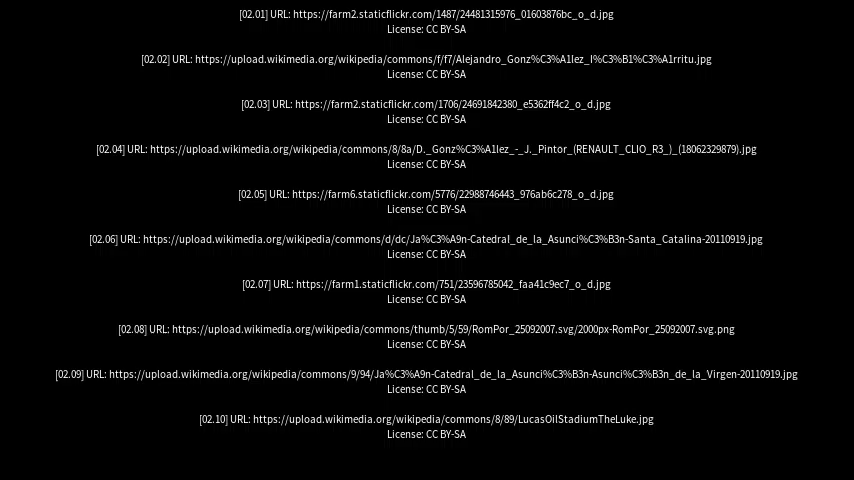 [02.01] URL: https://farm2.staticflickr.com/1487/24481315976_01603876bc_o_d.jpg
License: CC BY-SA
[02.02] URL: https://upload.wikimedia.org/wikipedia/commons/f/f7/Alejandro_Gonz%C3%A1lez_I%C3%B1%C3%A1rritu.jpg
License: CC BY-SA
[02.03] URL: https://farm2.staticflickr.com/1706/24691842380_e5362ff4c2_o_d.jpg
License: CC BY-SA
[02.04] URL: https://upload.wikimedia.org/wikipedia/commons/8/8a/D._Gonz%C3%A1lez_-_J._Pintor_(RENAULT_CLIO_R3_)_(18062329879).jpg
License: CC BY-SA
[02.05] URL: https://farm6.staticflickr.com/5776/22988746443_976ab6c278_o_d.jpg
License: CC BY-SA
[02.06] URL: https://upload.wikimedia.org/wikipedia/commons/d/dc/Ja%C3%A9n-Catedral_de_la_Asunci%C3%B3n-Santa_Catalina-20110919.jpg
License: CC BY-SA
[02.07] URL: https://farm1.staticflickr.com/751/23596785042_faa41c9ec7_o_d.jpg
License: CC BY-SA
[02.08] URL: https://upload.wikimedia.org/wikipedia/commons/thumb/5/59/RomPor_25092007.svg/2000px-RomPor_25092007.svg.png
License: CC BY-SA
[02.09] URL: https://upload.wikimedia.org/wikipedia/commons/9/94/Ja%C3%A9n-Catedral_de_la_Asunci%C3%B3n-Asunci%C3%B3n_de_la_Virgen-20110919.jpg
License: CC BY-SA
[02.10] URL: https://upload.wikimedia.org/wikipedia/commons/8/89/LucasOilStadiumTheLuke.jpg
License: CC BY-SA